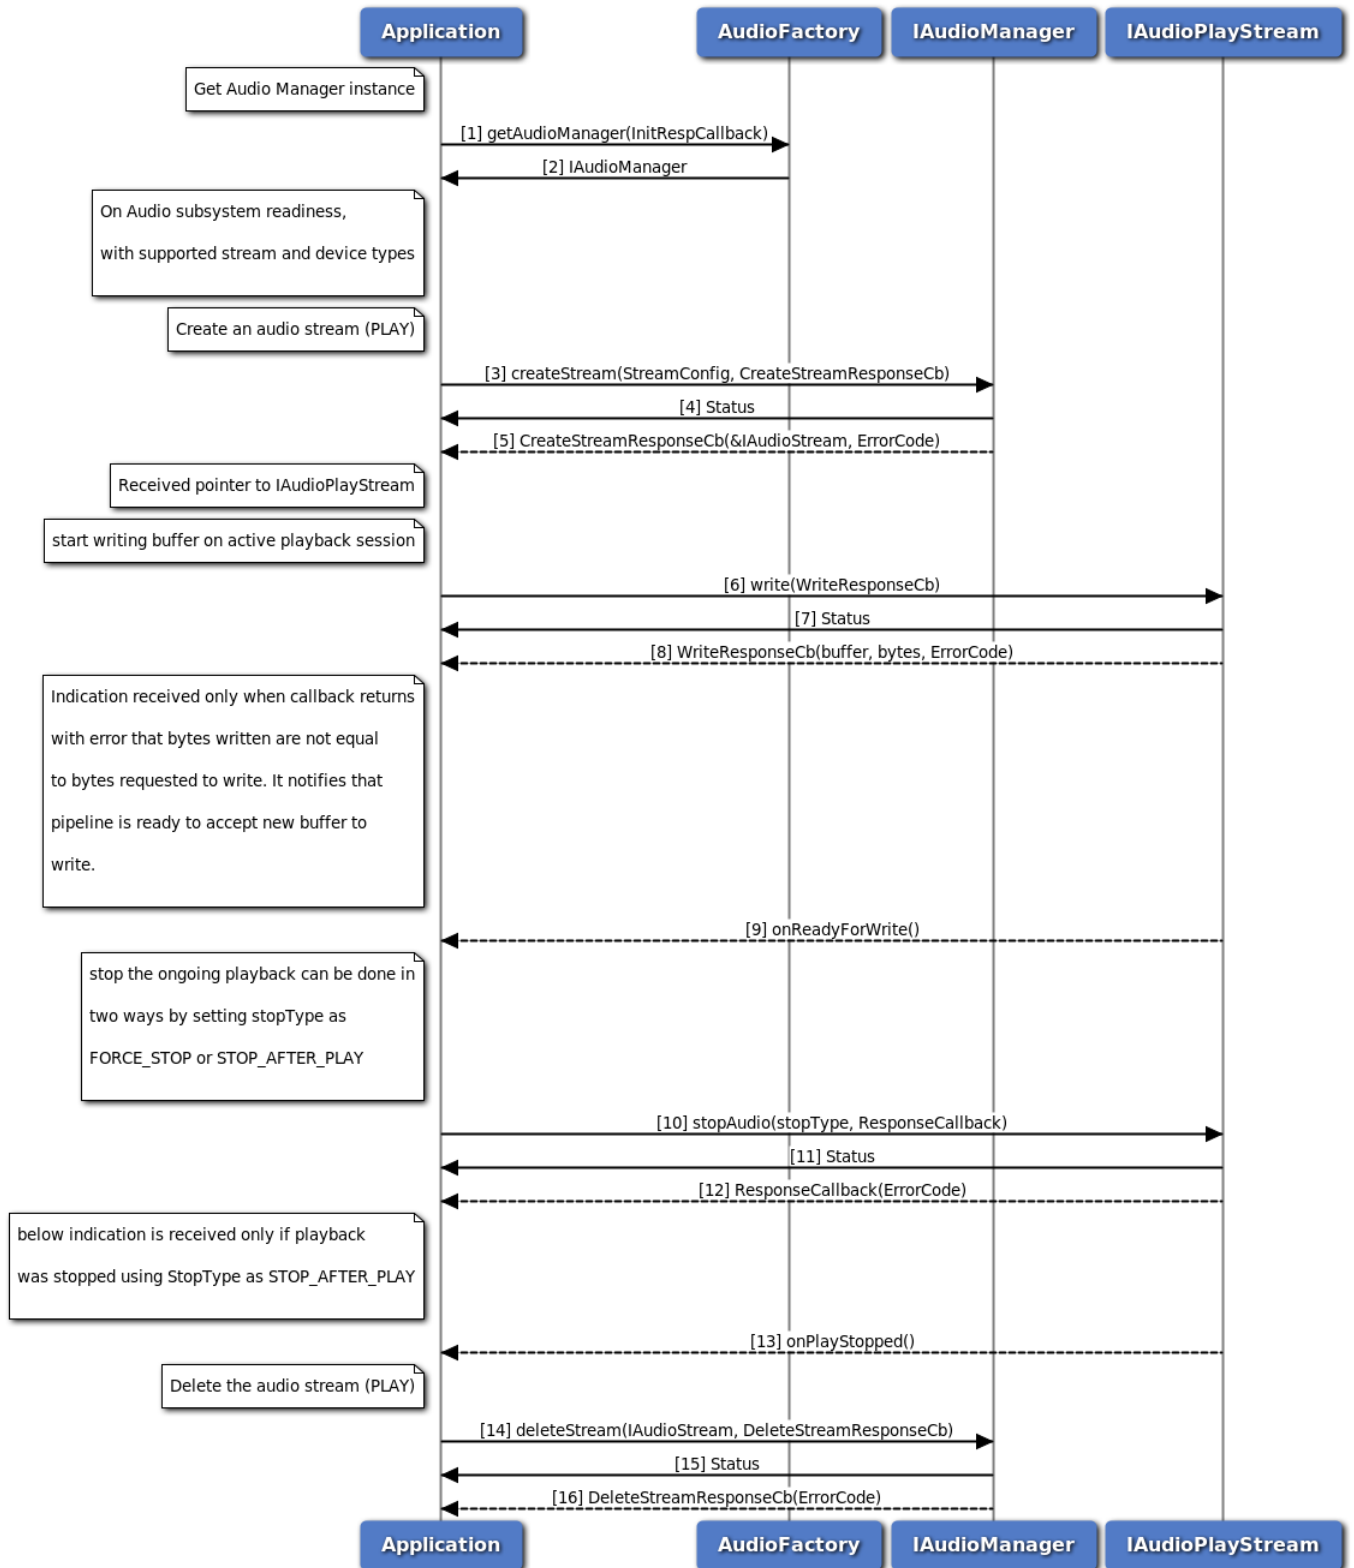 Application
AudioFactory
IAudioManager
IAudioPlayStream
Get Audio Manager instance
[1] getAudioManager(InitRespCallback)
[2] IAudioManager
On Audio subsystem readiness,
with supported stream and device types
Create an audio stream (PLAY)
[3] createStream(StreamConfig, CreateStreamResponseCb)
[4] Status
[5] CreateStreamResponseCb(&IAudioStream, ErrorCode)
Received pointer to IAudioPlayStream
start writing buffer on active playback session
[6] write(WriteResponseCb)
[7] Status
[8] WriteResponseCb(buffer, bytes, ErrorCode)
Indication received only when callback returns
with error that bytes written are not equal
to bytes requested to write. It notifies that
pipeline is ready to accept new buffer to
write.
[9] onReadyForWrite()
stop the ongoing playback can be done in
two ways by setting stopType as
FORCE_STOP or STOP_AFTER_PLAY
[10] stopAudio(stopType, ResponseCallback)
[11] Status
[12] ResponseCallback(ErrorCode)
below indication is received only if playback
was stopped using StopType as STOP_AFTER_PLAY
[13] onPlayStopped()
Delete the audio stream (PLAY)
[14] deleteStream(IAudioStream, DeleteStreamResponseCb)
[15] Status
[16] DeleteStreamResponseCb(ErrorCode)
Application
AudioFactory
IAudioManager
IAudioPlayStream